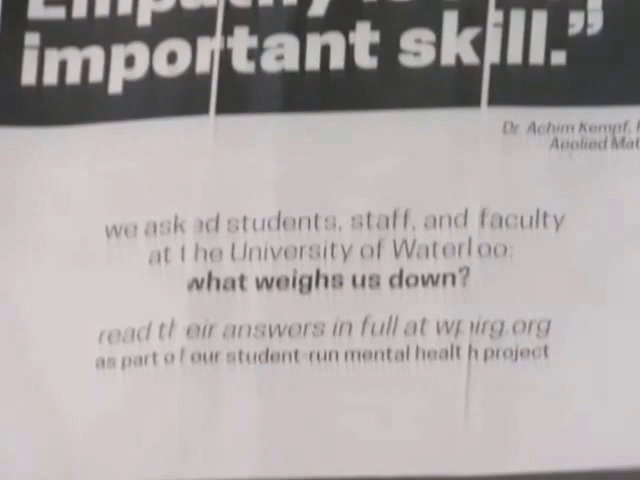 Empathy is
important skill.”
Dr. Achim Kempf,
Applied Mat
we asked students, staff, and faculty
at the University of Waterloo:
what weighs us down?
read their answers in full at wpirg.org
as part of our student-run mental health project